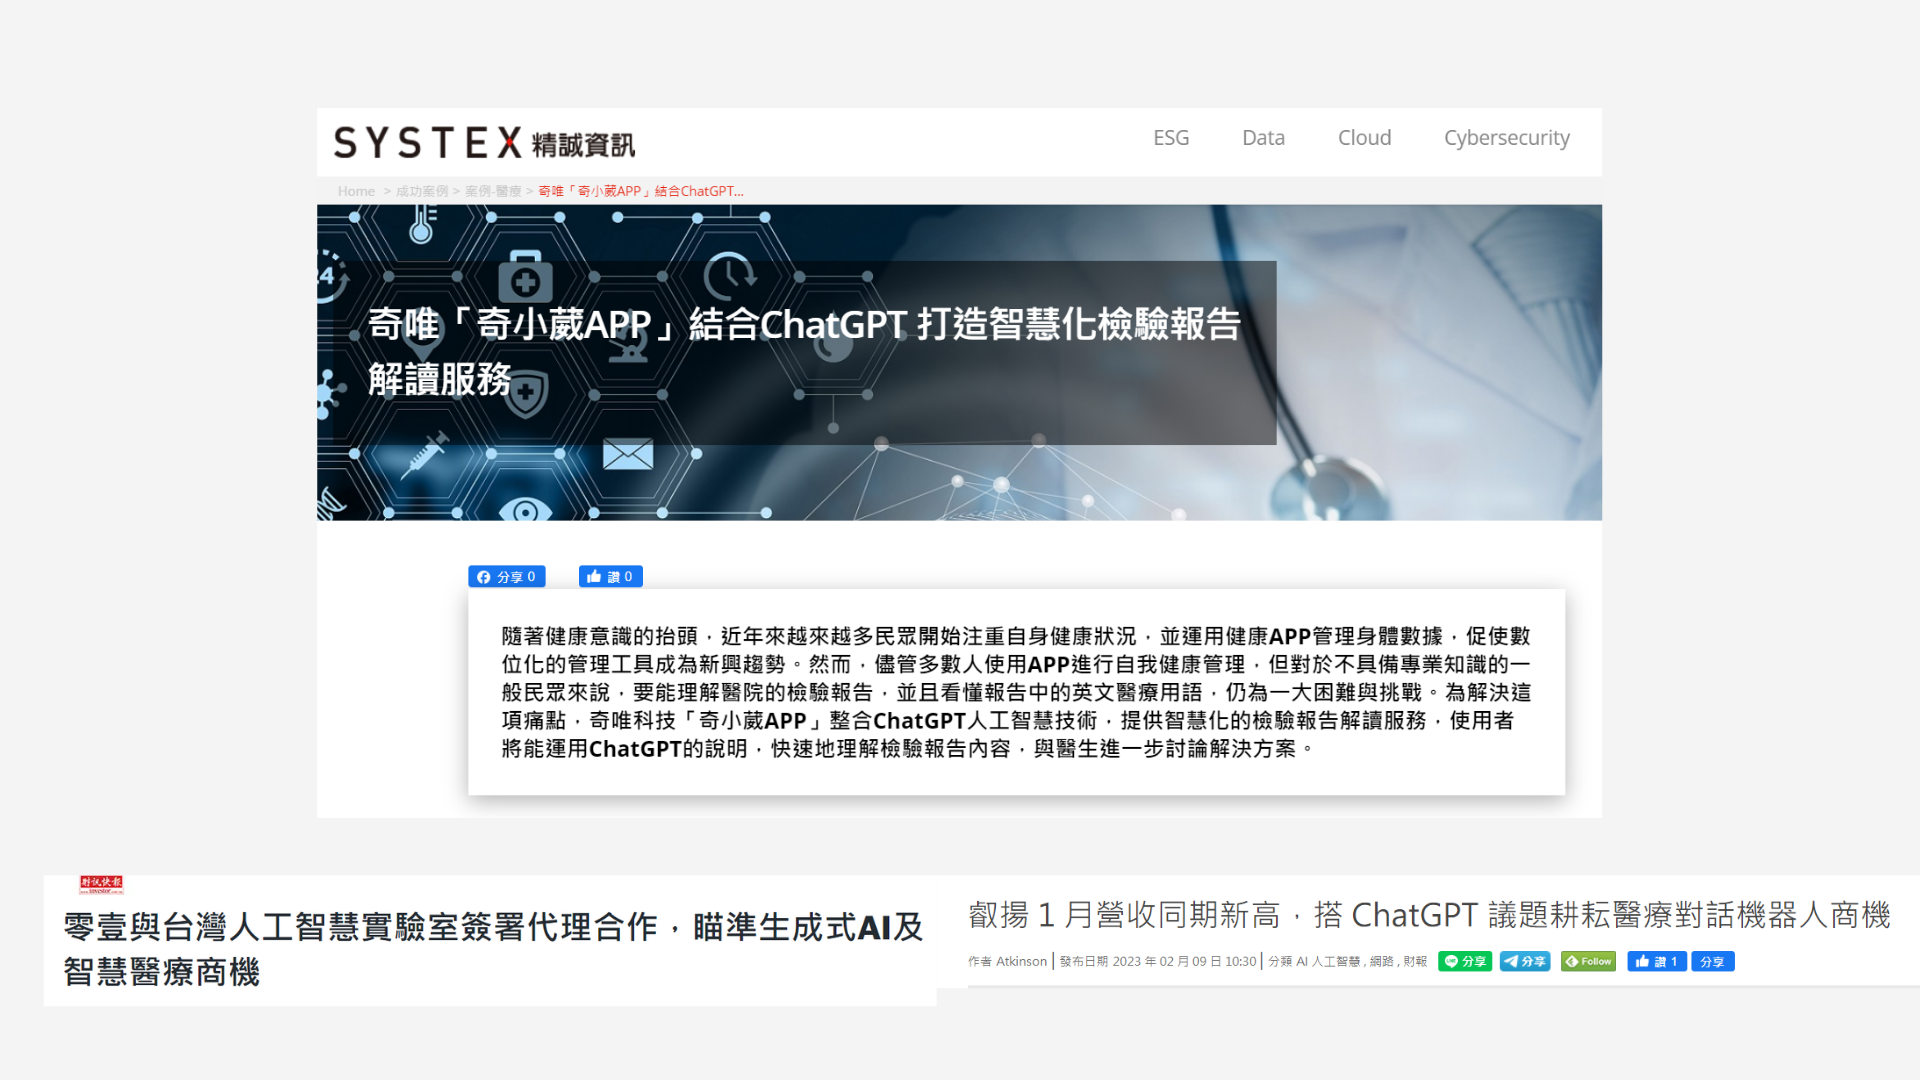 SYSTEX 精誠資訊
ESG Data Cloud Cybersecurity
Home > 成功案例 > 案例-醫療 > 奇唯「奇小葳APP」結合ChatGPT...
24
奇唯「奇小葳APP」結合ChatGPT 打造智慧化檢驗報告
解讀服務
分享 0 讚 0
隨著健康意識的抬頭，近年來越來越多民眾開始注重自身健康狀況，並運用健康APP管理身體數據，促使數
位化的管理工具成為新興趨勢。然而，儘管多數人使用APP進行自我健康管理，但對於不具備專業知識的一
般民眾來說，要能理解醫院的檢驗報告，並且看懂報告中的英文醫療用語，仍為一大困難與挑戰。為解決這
項痛點，奇唯科技「奇小葳APP」整合ChatGPT人工智慧技術，提供智慧化的檢驗報告解讀服務，使用者
將能運用ChatGPT的說明，快速地理解檢驗報告內容，與醫生進一步討論解決方案。
財訊快報
零壹與台灣人工智慧實驗室簽署代理合作，瞄準生成式AI及
智慧醫療商機
叡揚 1 月營收同期新高，搭 ChatGPT 議題耕耘醫療對話機器人商機
作者 Atkinson | 發布日期 2023 年 02 月 09 日 10:30 | 分類 AI 人工智慧 , 網路 , 財報 分享 分享 Follow 讚 1 分享